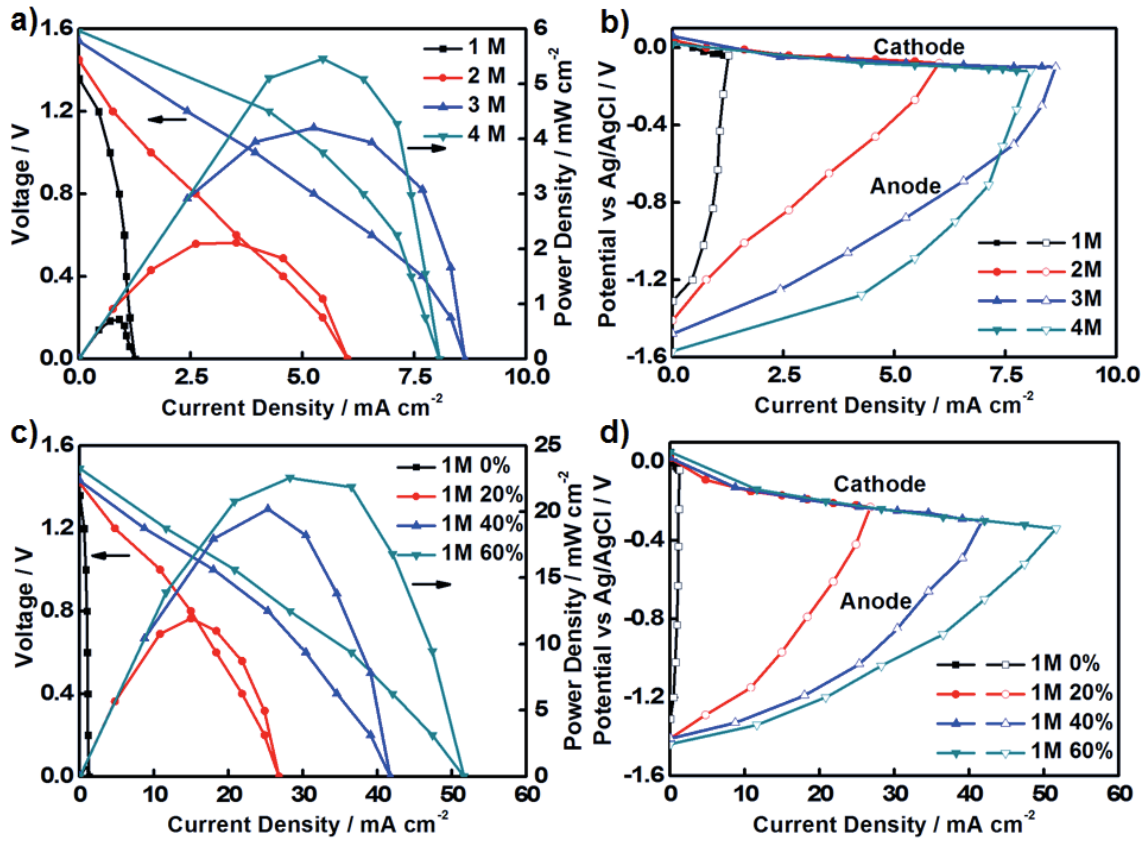 a)
1.6
1.2
0.8
0.4
0.0
Voltage / V
6
5
4
3
2
1
0
Power Density / mW cm-2
1 M
2 M
3 M
4 M
0.0 2.5 5.0 7.5 10.0
Current Density / mA cm-2
b)
0.0
-0.4
-0.8
-1.2
-1.6
Potential vs Ag/AgCl / V
Cathode
Anode
1M
2M
3M
4M
0.0 2.5 5.0 7.5 10.0
Current Density / mA cm-2
c)
1.6
1.2
0.8
0.4
0.0
Voltage / V
25
20
15
10
5
0
Power Density / mW cm-2
1M 0%
1M 20%
1M 40%
1M 60%
0 10 20 30 40 50 60
Current Density / mA cm-2
d)
0.0
-0.4
-0.8
-1.2
-1.6
Potential vs Ag/AgCl / V
Cathode
Anode
1M 0%
1M 20%
1M 40%
1M 60%
0 10 20 30 40 50 60
Current Density / mA cm-2